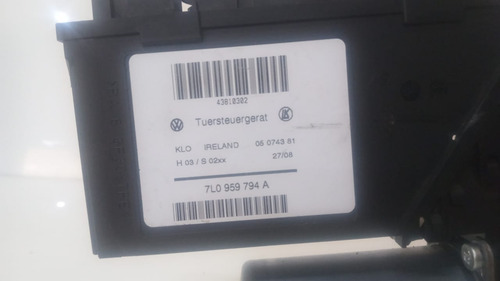 43810302
Tuersteuergerat
KLO IRELAND 05 0743 81
H 03 / S 02xx 27/08
7L0 959 794 A